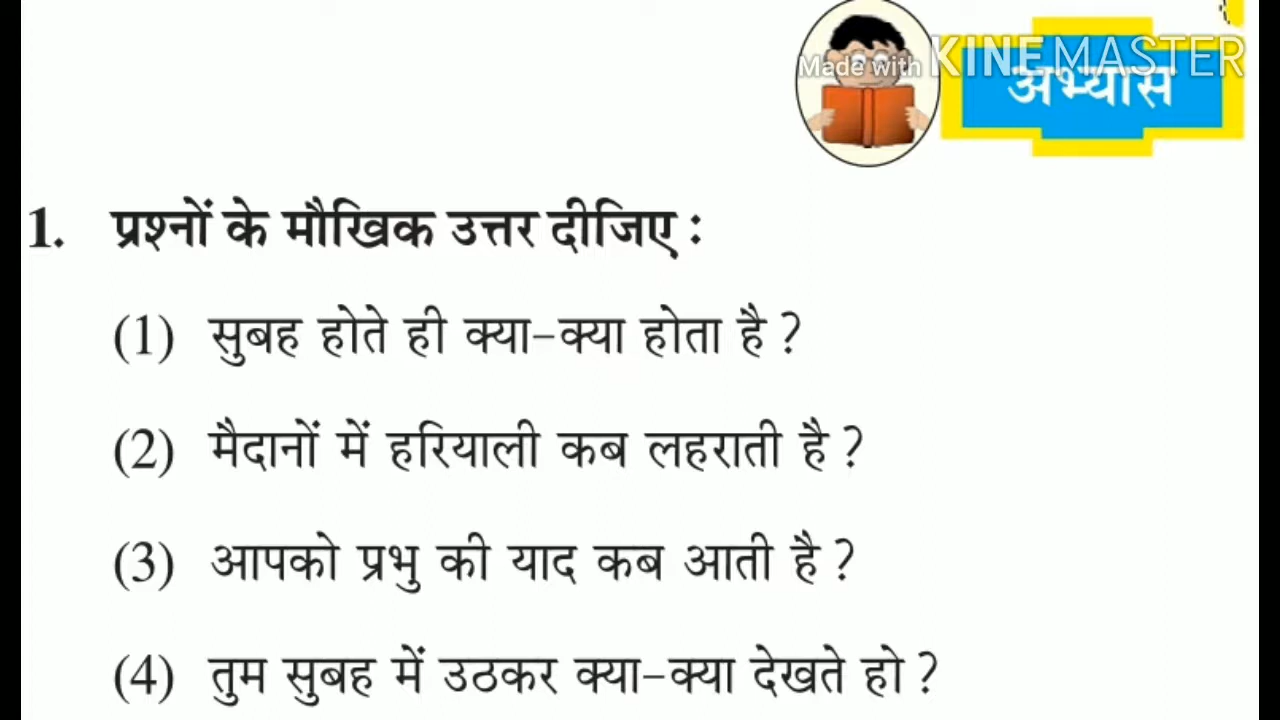 Made with KINEMASTER
अभ्यास
1. प्रश्नों के मौखिक उत्तर दीजिए :
(1) सुबह होते ही क्या-क्या होता है ?
(2) मैदानों में हरियाली कब लहराती है ?
(3) आपको प्रभु की याद कब आती है ?
(4) तुम सुबह में उठकर क्या-क्या देखते हो ?